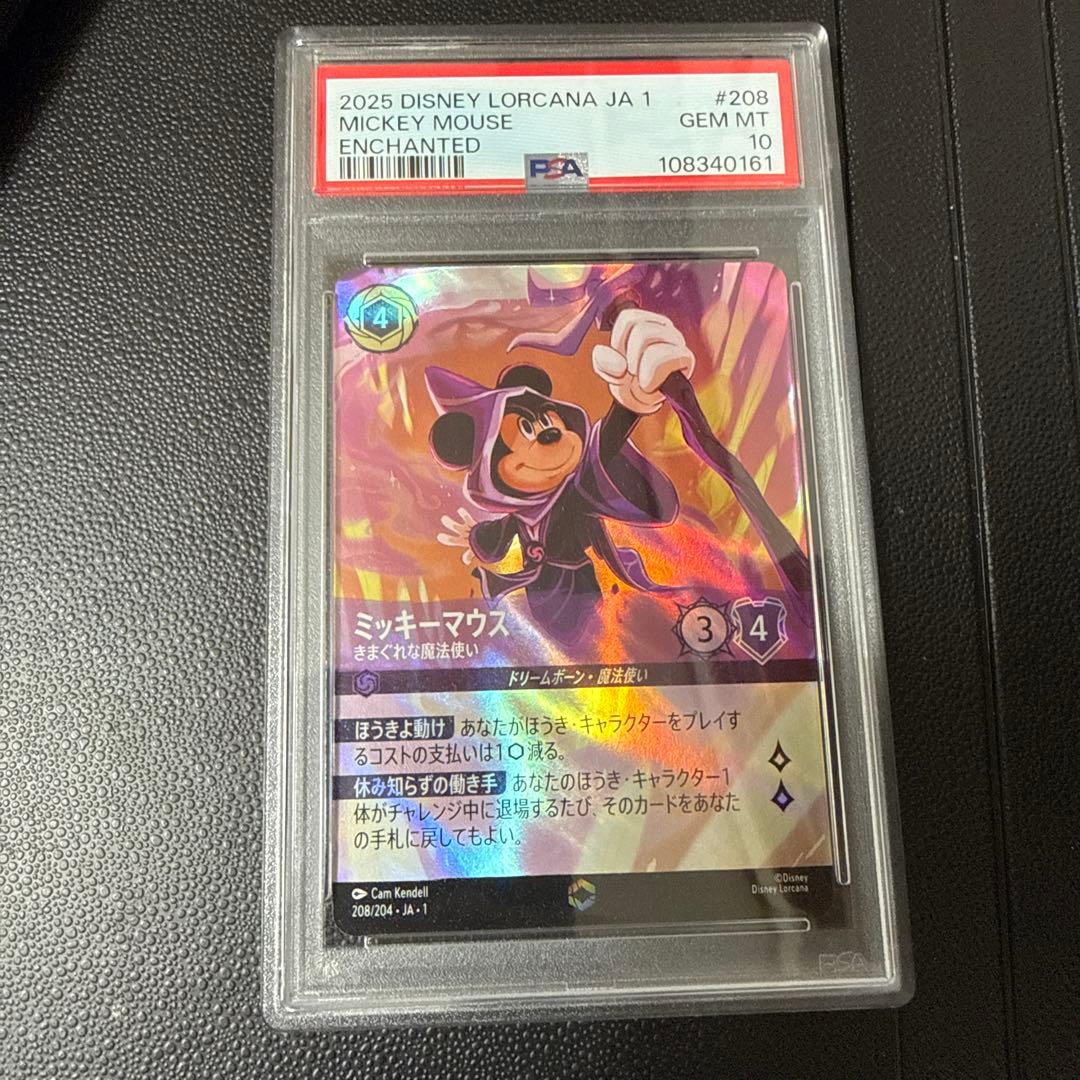 2025 DISNEY LORCANA JA 1 #208
MICKEY MOUSE GEM MT
ENCHANTED 10
PSA 108340161
4
ミッキーマウス 3 4
きまぐれな魔法使い
ドリームボーン・魔法使い
ほうきよ動け あなたがほうき・キャラクターをプレイす
るコストの支払いは1⬡減る。
休み知らずの働き手 あなたのほうき・キャラクター1
体がチャレンジ中に退場するたび、そのカードをあなた
の手札に戻してもよい。
Cam Kendell ©Disney
208/204・JA・1 Disney Lorcana
PSA